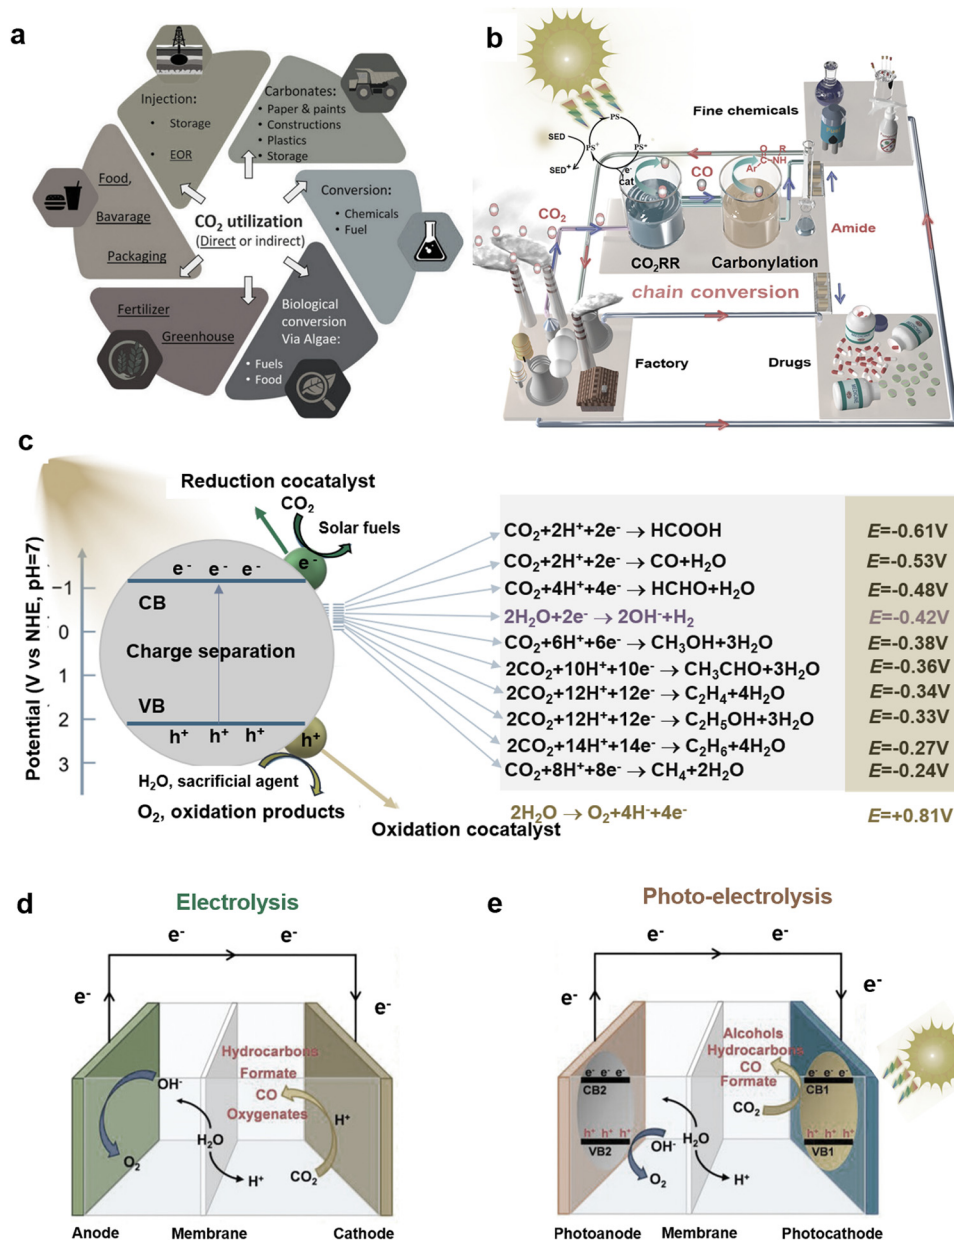 a
Injection:
• Storage
• EOR
Carbonates:
• Paper & paints
• Constructions
• Plastics
• Storage
Food,
Bavarage
Packaging
CO₂ utilization
(Direct or indirect)
Conversion:
• Chemicals
• Fuel
Fertilizer
Greenhouse
Biological
conversion
Via Algae:
• Fuels
• Food
b
Fine chemicals
PS
SED
PS⁺
PS*
SED⁺
e⁻
cat
CO
O R
Ar C NH
CO₂
Amide
CO₂RR
Carbonylation
chain conversion
Factory
Drugs
c
Potential (V vs NHE, pH=7)
-1
0
1
2
3
Reduction cocatalyst
CO₂
Solar fuels
e⁻
e⁻ e⁻ e⁻
CB
Charge separation
VB
h⁺ h⁺ h⁺
h⁺
H₂O, sacrificial agent
O₂, oxidation products
Oxidation cocatalyst
CO₂+2H⁺+2e⁻ → HCOOH E=-0.61V
CO₂+2H⁺+2e⁻ → CO+H₂O E=-0.53V
CO₂+4H⁺+4e⁻ → HCHO+H₂O E=-0.48V
2H₂O+2e⁻ → 2OH⁻+H₂ E=-0.42V
CO₂+6H⁺+6e⁻ → CH₃OH+3H₂O E=-0.38V
2CO₂+10H⁺+10e⁻ → CH₃CHO+3H₂O E=-0.36V
2CO₂+12H⁺+12e⁻ → C₂H₄+4H₂O E=-0.34V
2CO₂+12H⁺+12e⁻ → C₂H₅OH+3H₂O E=-0.33V
2CO₂+14H⁺+14e⁻ → C₂H₆+4H₂O E=-0.27V
CO₂+8H⁺+8e⁻ → CH₄+2H₂O E=-0.24V
2H₂O → O₂+4H⁺+4e⁻ E=+0.81V
d
Electrolysis
e⁻ e⁻
e⁻ e⁻
Hydrocarbons
Formate
CO
Oxygenates
OH⁻
H⁺
H₂O
O₂
H⁺
CO₂
Anode
Membrane
Cathode
e
Photo-electrolysis
e⁻ e⁻
e⁻ e⁻
Alcohols
Hydrocarbons
CO
Formate
e⁻ e⁻ e⁻
CB2
e⁻ e⁻ e⁻
CB1
CO₂
h⁺ h⁺ h⁺
VB2
OH⁻
H₂O
h⁺ h⁺ h⁺
VB1
O₂
H⁺
Photoanode
Membrane
Photocathode